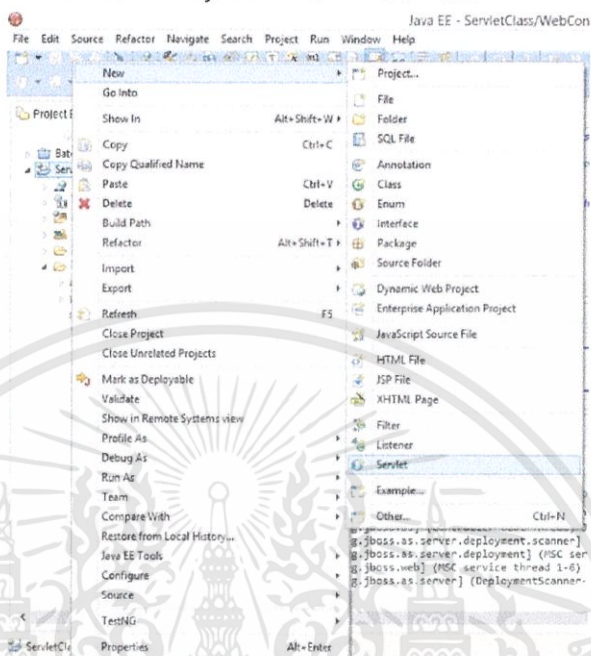 Java EE - ServletClass/WebCon
File Edit Source Refactor Navigate Search Project Run Window Help
Project E
Bat
Ser
New
Go Into
Show In Alt+Shift+W
Copy Ctrl+C
Copy Qualified Name
Paste Ctrl+V
Delete Delete
Build Path
Refactor Alt+Shift+T
Import
Export
Refresh F5
Close Project
Close Unrelated Projects
Mark as Deployable
Validate
Show in Remote Systems view
Profile As
Debug As
Run As
Team
Compare With
Restore from Local History...
Java EE Tools
Configure
Source
TestNG
Properties Alt+Enter
Project...
File
Folder
SQL File
Annotation
Class
Enum
Interface
Package
Source Folder
Dynamic Web Project
Enterprise Application Project
JavaScript Source File
HTML File
JSP File
XHTML Page
Filter
Listener
Servlet
Example...
Other... Ctrl+N
g.jboss.as.server.deployment.scanner]
g.jboss.as.server.deployment] (MSC ser
g.jboss.web] (MSC service thread 1-6)
g.jboss.as.server] (DeploymentScanner-
ServletCla